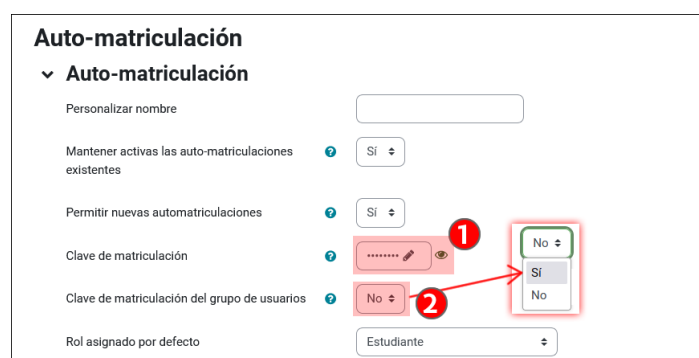 Auto-matriculación
Auto-matriculación
Personalizar nombre
Mantener activas las auto-matriculaciones
existentes
? Sí
Permitir nuevas automatriculaciones ? Sí
1
Clave de matriculación ? ••••••••
No
Sí
No
Clave de matriculación del grupo de usuarios ? No
2
Rol asignado por defecto Estudiante